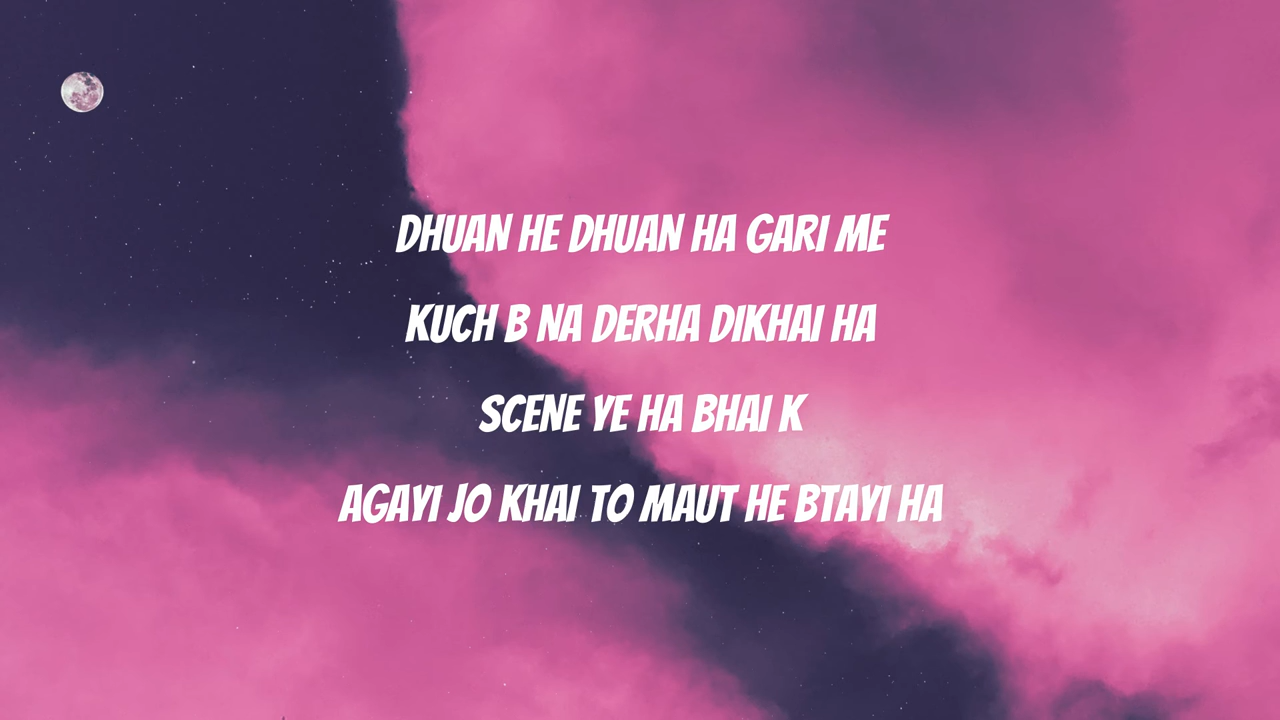 DHUAN HE DHUAN HA GARI ME
KUCH B NA DERHA DIKHAI HA
SCENE YE HA BHAI K
AGAYI JO KHAI TO MAUT HE BTAYI HA